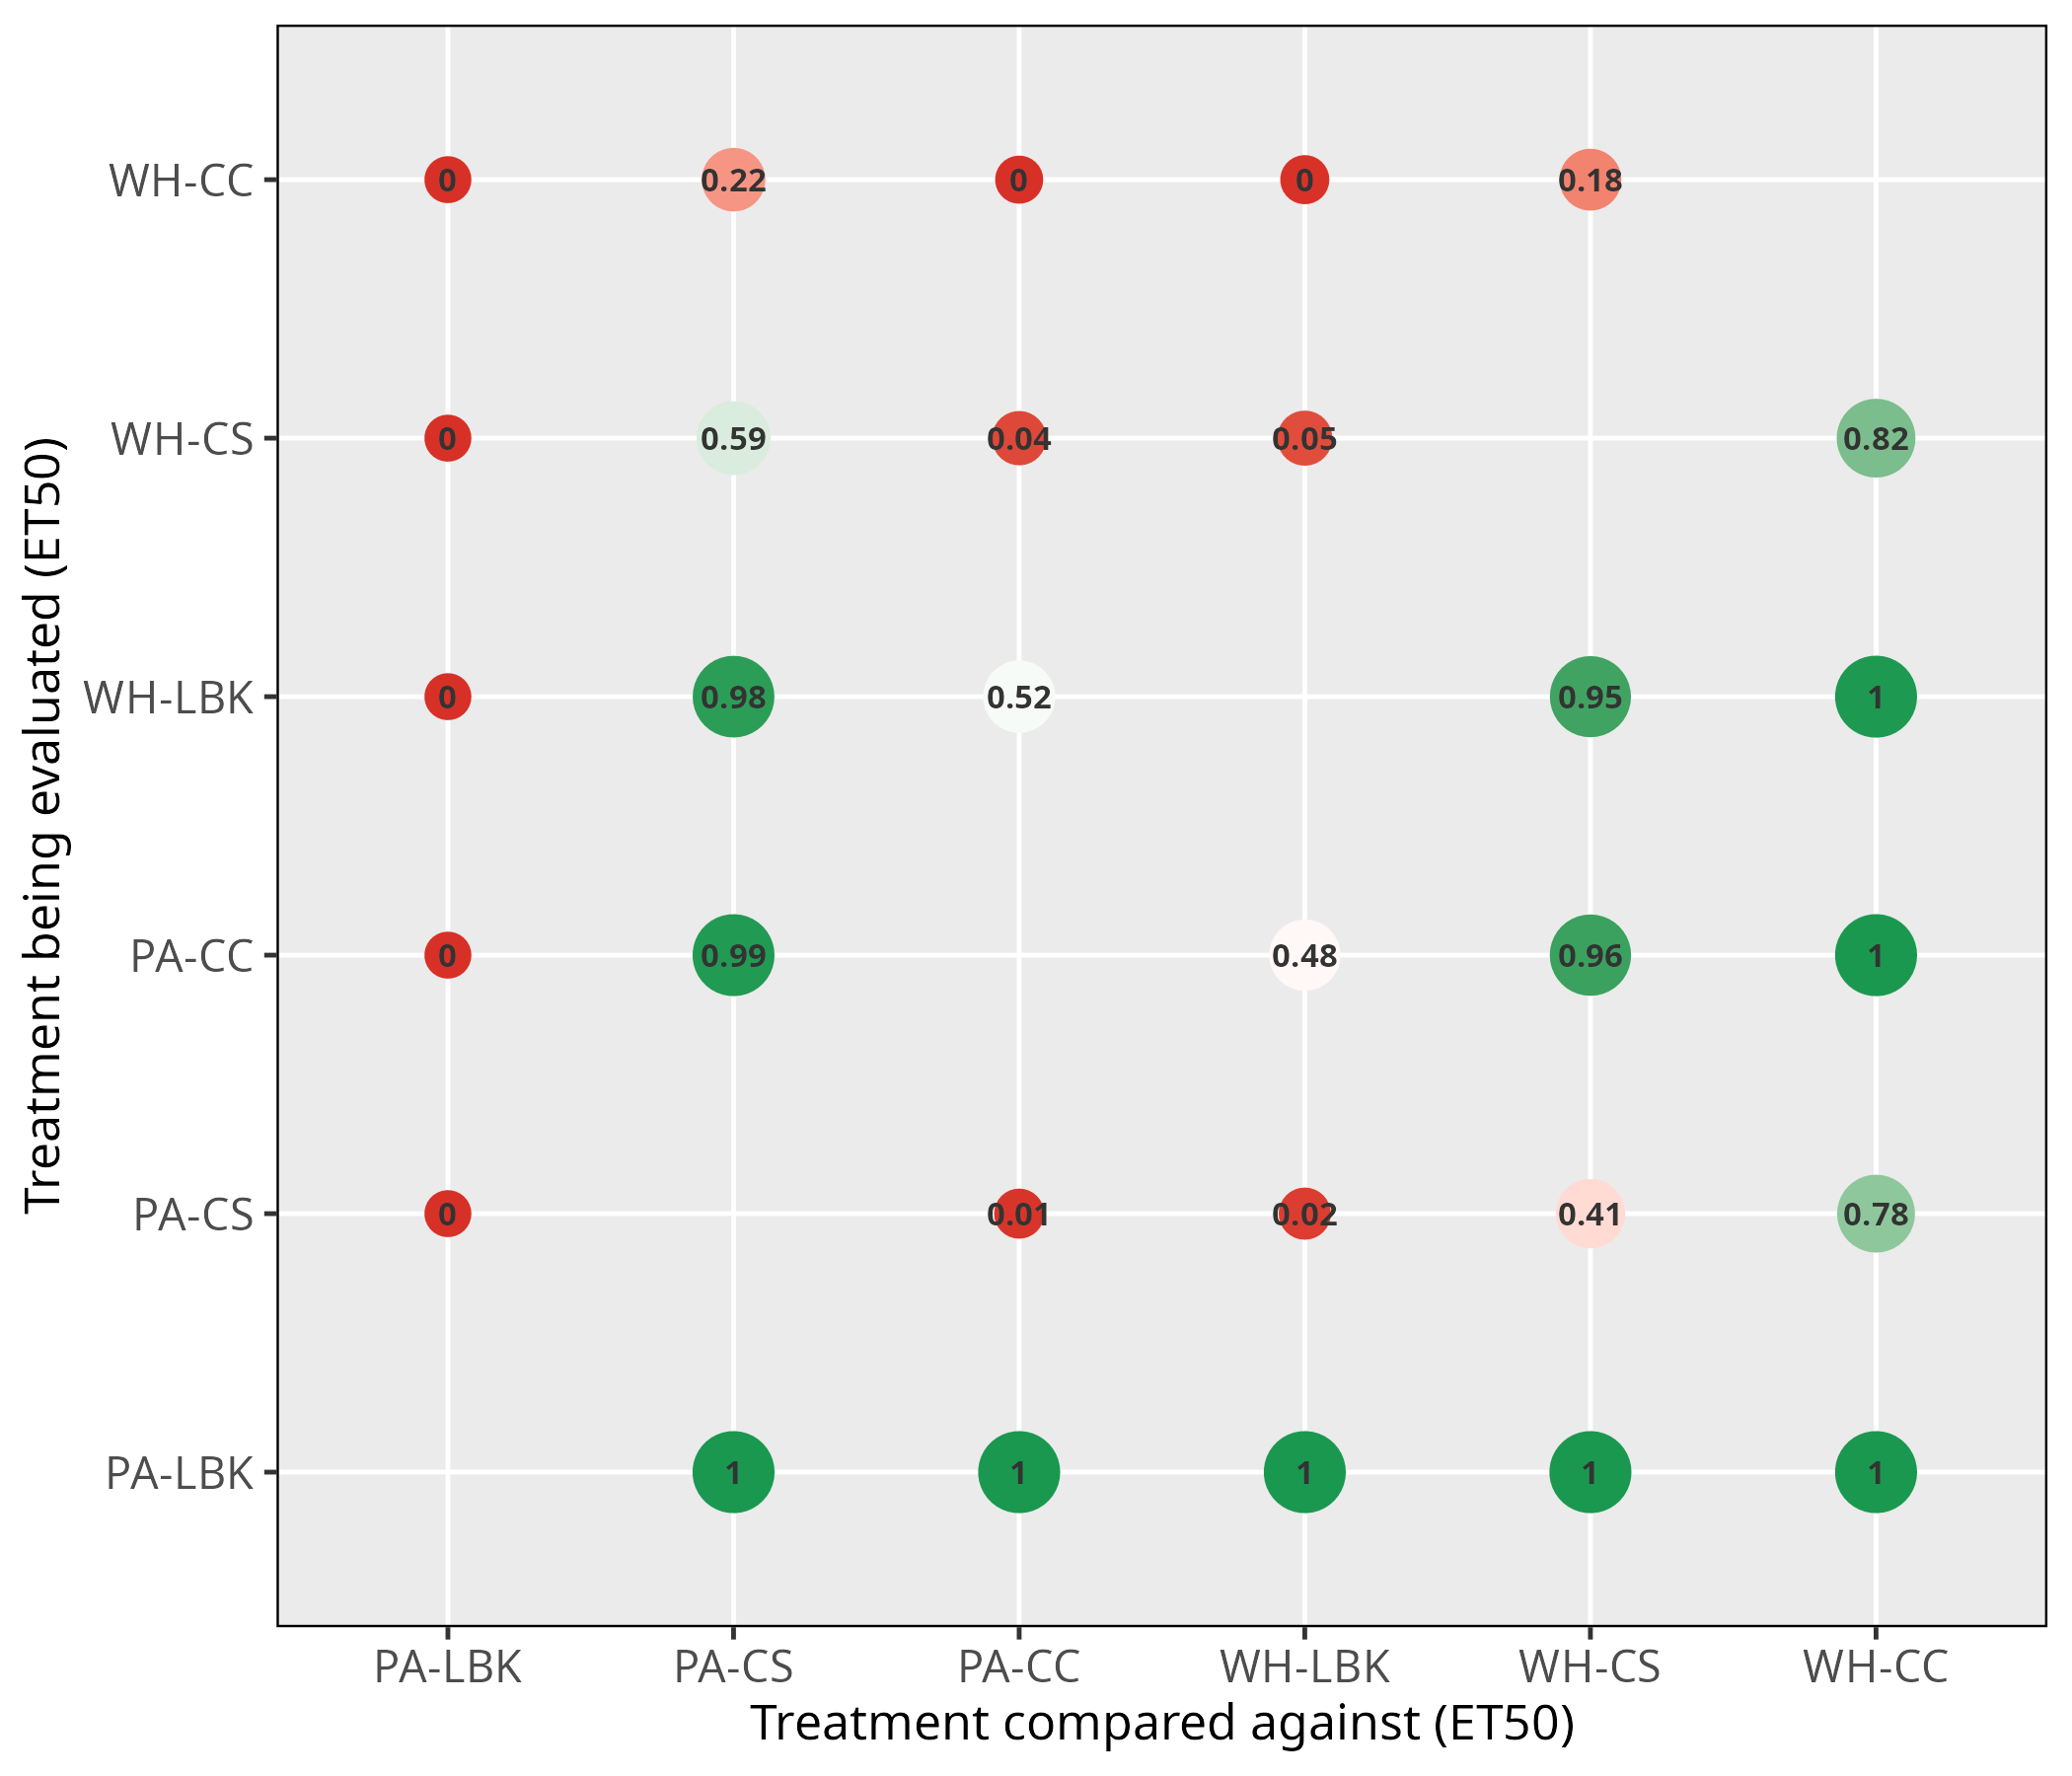 Treatment being evaluated (ET50)
WH-CC 0 0.22 0 0 0.18
WH-CS 0 0.59 0.04 0.05 0.82
WH-LBK 0 0.98 0.52 0.95 1
PA-CC 0 0.99 0.48 0.96 1
PA-CS 0 0.01 0.02 0.41 0.78
PA-LBK 1 1 1 1 1
PA-LBK PA-CS PA-CC WH-LBK WH-CS WH-CC
Treatment compared against (ET50)